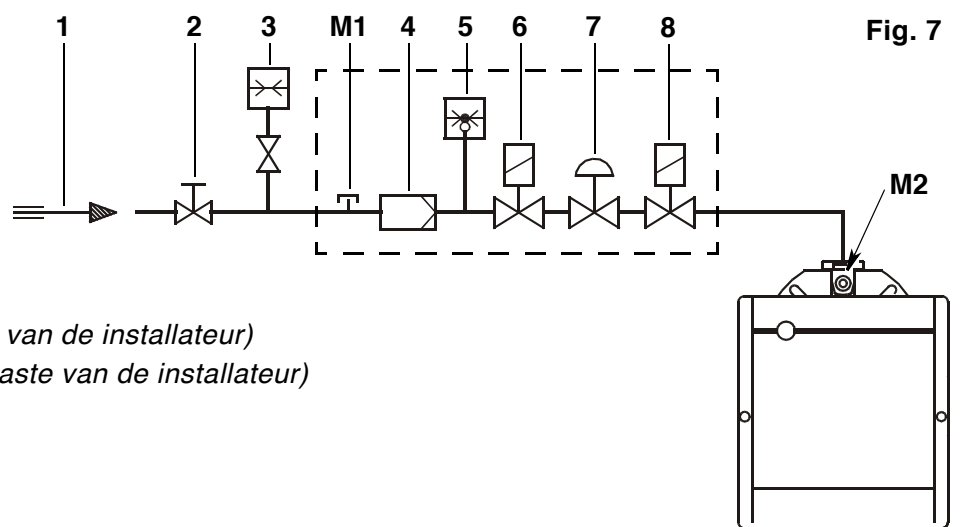 1 2 3 M1 4 5 6 7 8 Fig. 7
M2
van de installateur)
aste van de installateur)